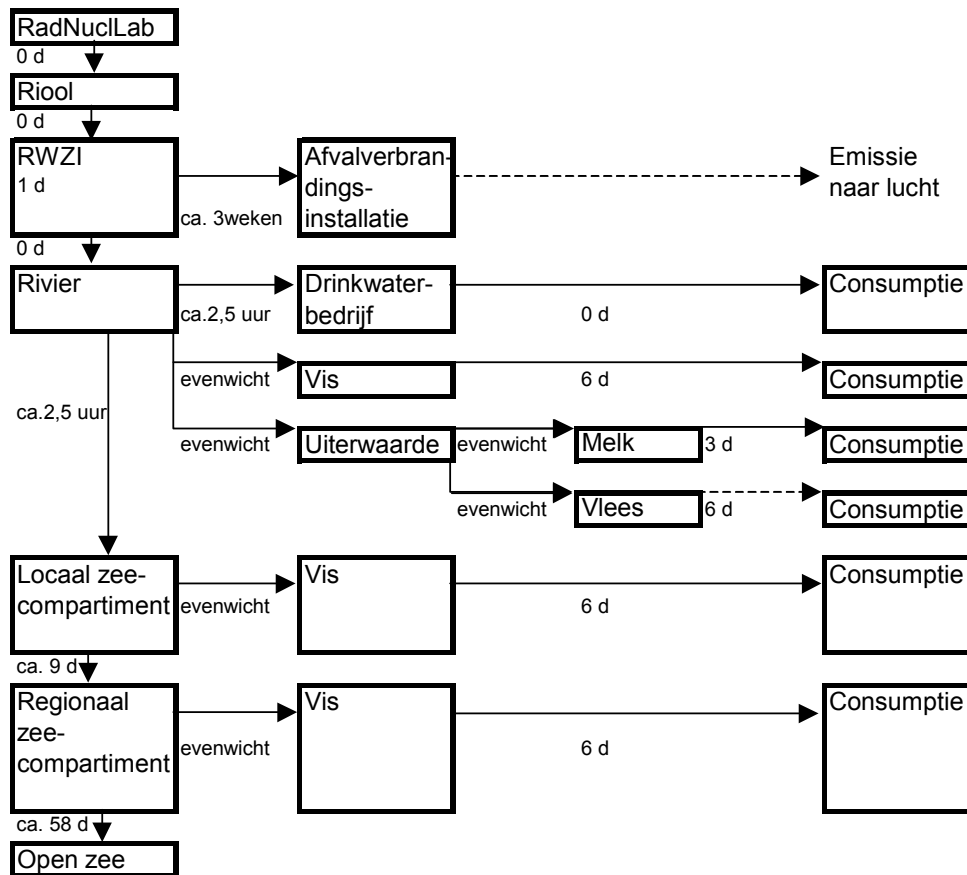 RadNuclLab
0 d
Riool
0 d
RWZI
1 d
ca. 3weken
Afvalverbran-
dings-
installatie
Emissie
naar lucht
0 d
Rivier
ca.2,5 uur
Drinkwater-
bedrijf
0 d
Consumptie
evenwicht
Vis
6 d
Consumptie
ca.2,5 uur
evenwicht
Uiterwaarde
evenwicht
Melk
3 d
Consumptie
evenwicht
Vlees
6 d
Consumptie
Locaal zee-
compartiment
evenwicht
Vis
6 d
Consumptie
ca. 9 d
Regionaal
zee-
compartiment
evenwicht
Vis
6 d
Consumptie
ca. 58 d
Open zee